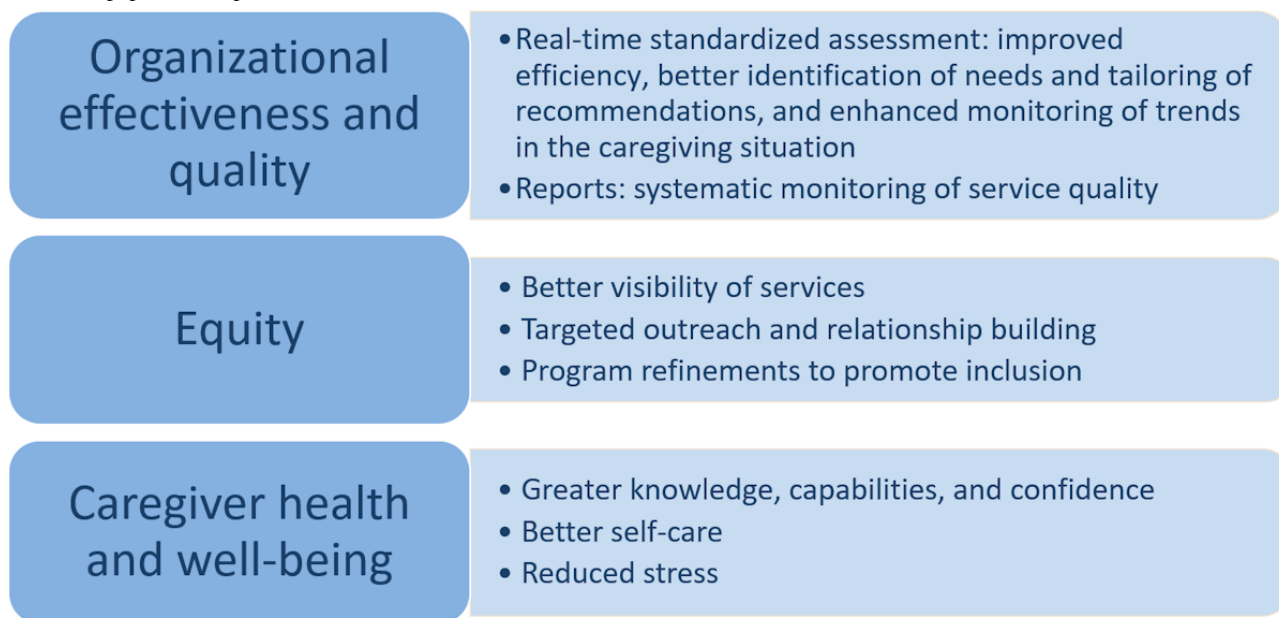 Organizational
effectiveness and
quality
•Real-time standardized assessment: improved
efficiency, better identification of needs and tailoring of
recommendations, and enhanced monitoring of trends
in the caregiving situation
•Reports: systematic monitoring of service quality
Equity
• Better visibility of services
• Targeted outreach and relationship building
• Program refinements to promote inclusion
Caregiver health
and well-being
• Greater knowledge, capabilities, and confidence
• Better self-care
• Reduced stress